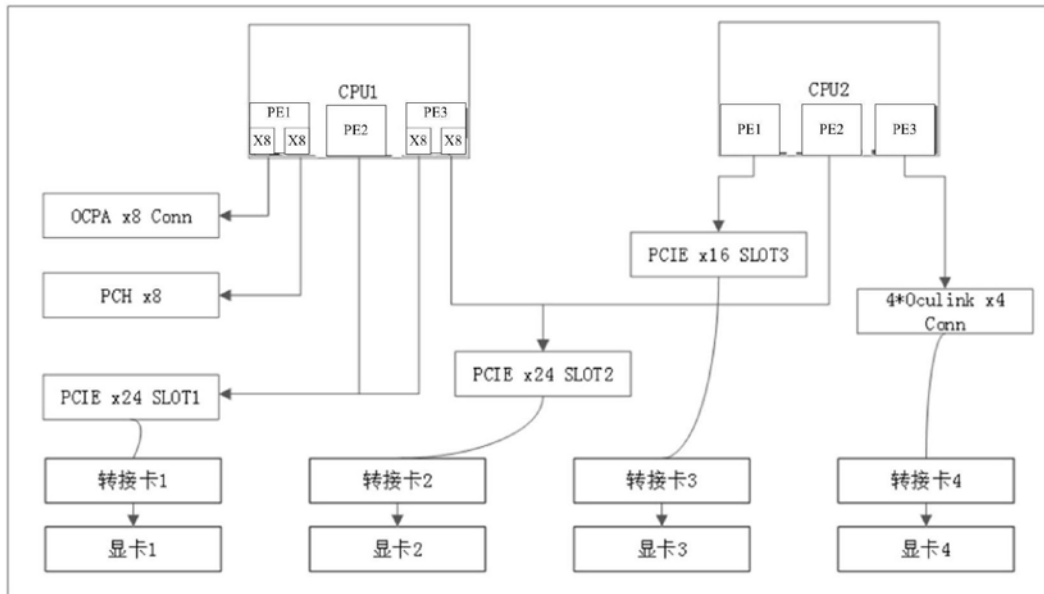 CPU1
PE1
X8
X8
PE2
PE3
X8
X8
CPU2
PE1
PE2
PE3
OCPA x8 Conn
PCIE x16 SLOT3
PCH x8
4*Oculink x4
Conn
PCIE x24 SLOT2
PCIE x24 SLOT1
转接卡1
转接卡2
转接卡3
转接卡4
显卡1
显卡2
显卡3
显卡4